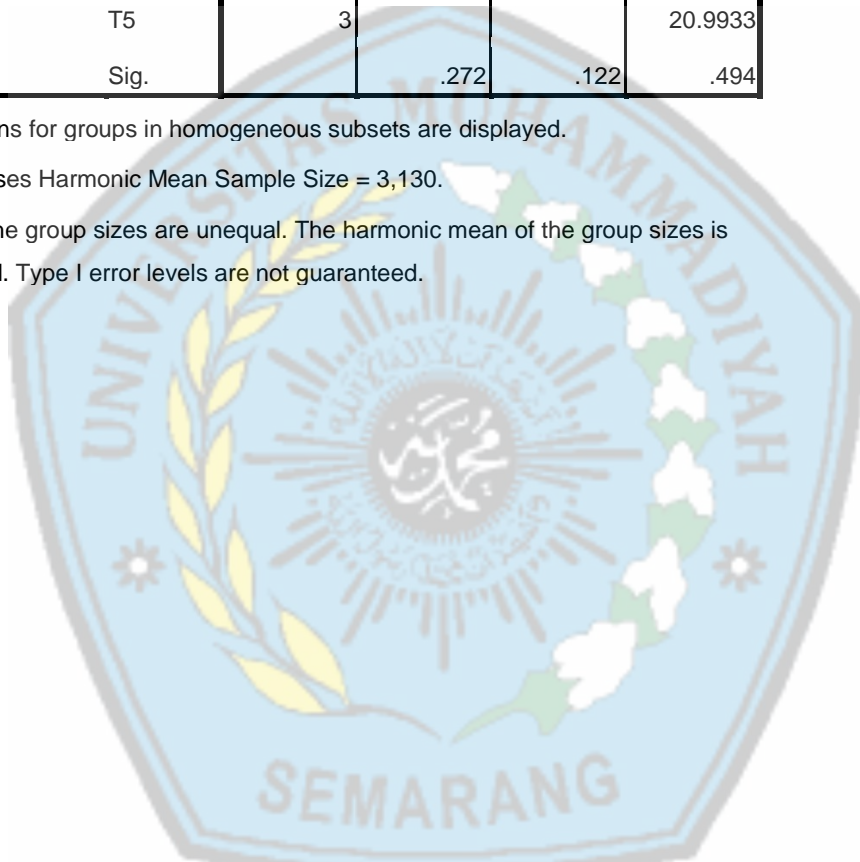 T5 3 20.9933
Sig. .272 .122 .494
ns for groups in homogeneous subsets are displayed.
ses Harmonic Mean Sample Size = 3,130.
he group sizes are unequal. The harmonic mean of the group sizes is
. Type I error levels are not guaranteed.
UNIVERSITAS MUHAMMADIYAH
SEMARANG